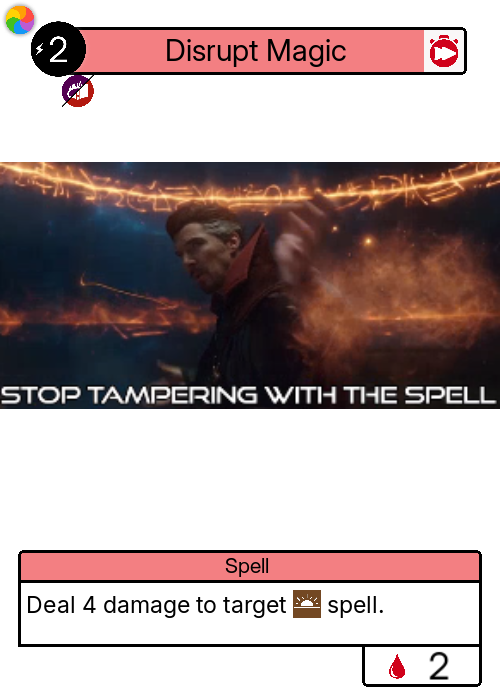 2
Disrupt Magic
STOP TAMPERING WITH THE SPELL
Spell
Deal 4 damage to target spell.
2